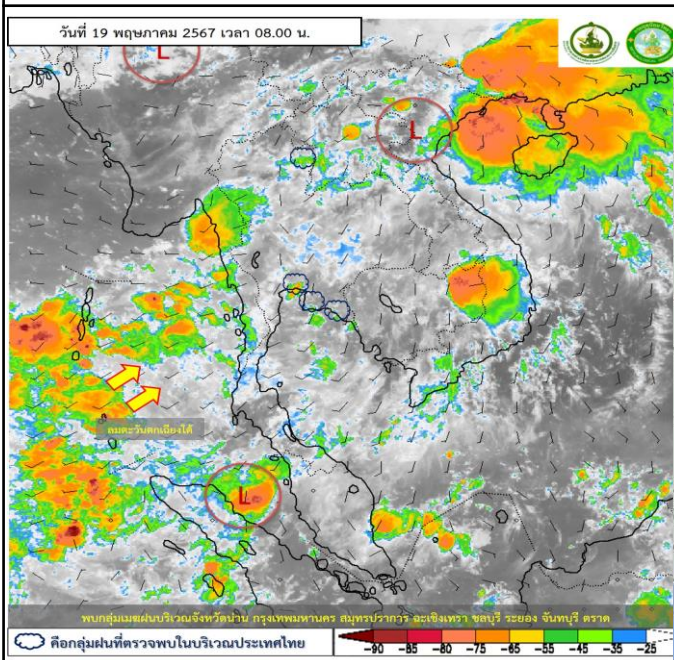 วันที่ 19 พฤษภาคม 2567 เวลา 08.00 น.
L
L
ลมตะวันตกเฉียงใต้
L
พบกลุ่มเมฆฝนบริเวณจังหวัดน่าน กรุงเทพมหานคร สมุทรปราการ ฉะเชิงเทรา ชลบุรี ระยอง จันทบุรี ตราด
คือกลุ่มฝนที่ตรวจพบในบริเวณประเทศไทย
-90 -85 -80 -75 -65 -55 -45 -35 -25